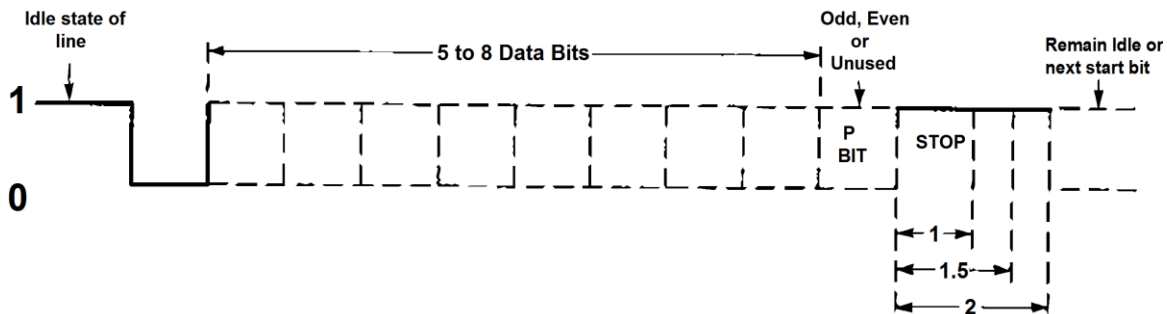 Idle state of
line
5 to 8 Data Bits
Odd, Even
or
Unused
Remain Idle or
next start bit
1
0
P
BIT
STOP
1
1.5
2